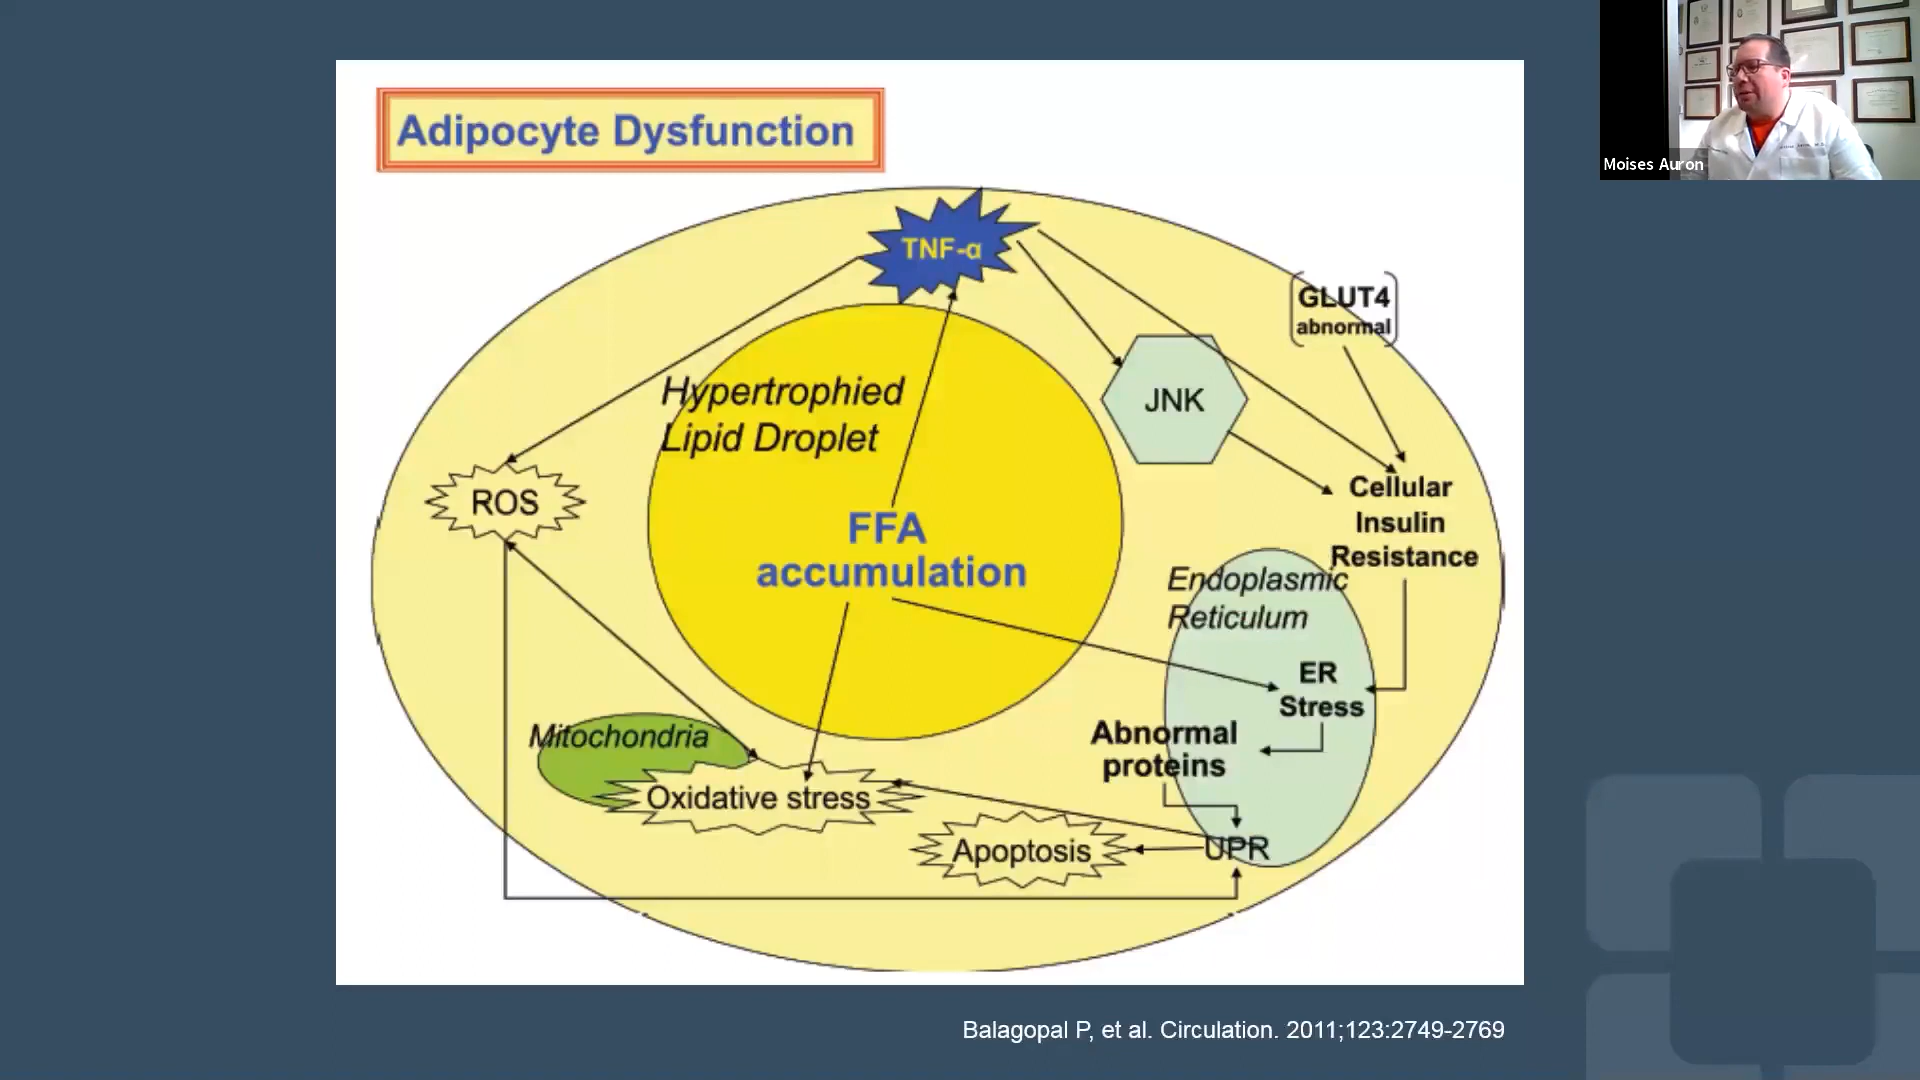 Adipocyte Dysfunction
Moises Auron
TNF-α
GLUT4
abnormal
Hypertrophied
Lipid Droplet
JNK
ROS
FFA
accumulation
Cellular
Insulin
Resistance
Endoplasmic
Reticulum
ER
Stress
Mitochondria
Abnormal
proteins
Oxidative stress
Apoptosis
UPR
Balagopal P, et al. Circulation. 2011;123:2749-2769